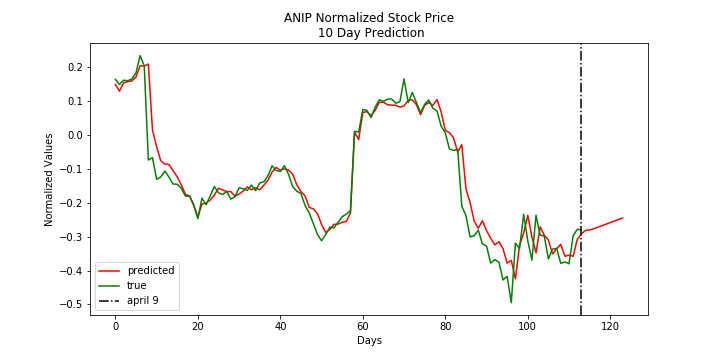 ANIP Normalized Stock Price
10 Day Prediction
Normalized Values
0.2
0.1
0.0
−0.1
−0.2
−0.3
−0.4
−0.5
predicted
true
april 9
0
20
40
60
80
100
120
Days